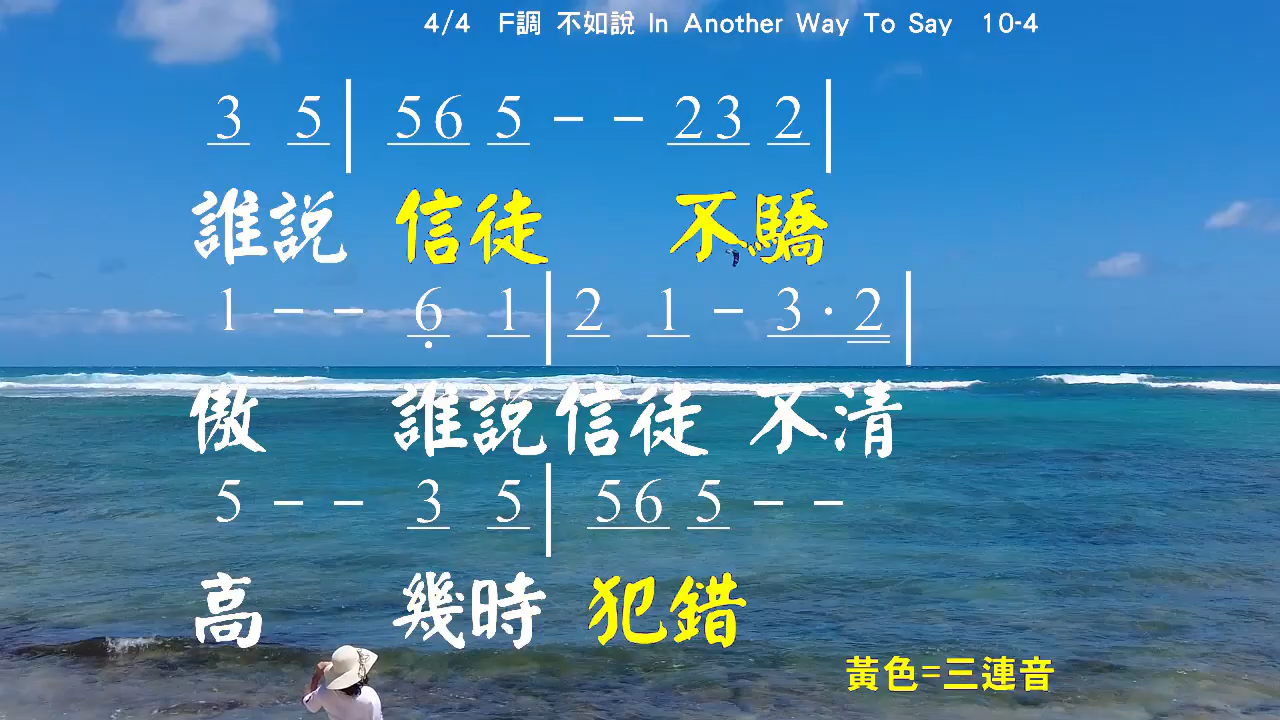 4/4 F調 不如說 In Another Way To Say 10-4
3 5 | 56 5 - - 23 2 |
誰説 信徒 不驕
1 - - 6̣ 1 | 2 1 - 3· 2 |
傲 誰説信徒 不清
5 - - 3 5 | 56 5 - -
高 幾時 犯錯
黃色=三連音